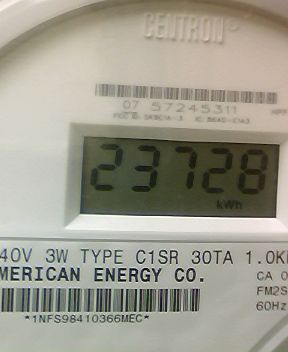 CENTRON®
07 57245311
23728
kWh
40V 3W TYPE C1SR 30TA 1.0K
MERICAN ENERGY CO.
CA 0
FM2S
60Hz
*1NFS98410366MEC*